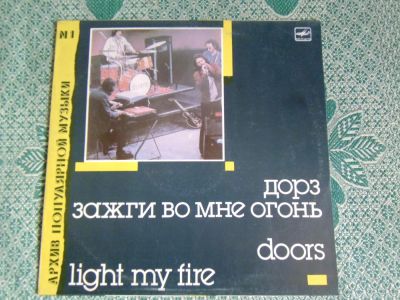 №1
АРХИВ ПОПУЛЯРНОЙ МУЗЫКИ
дорз
зажги во мне огонь
doors
light my fire